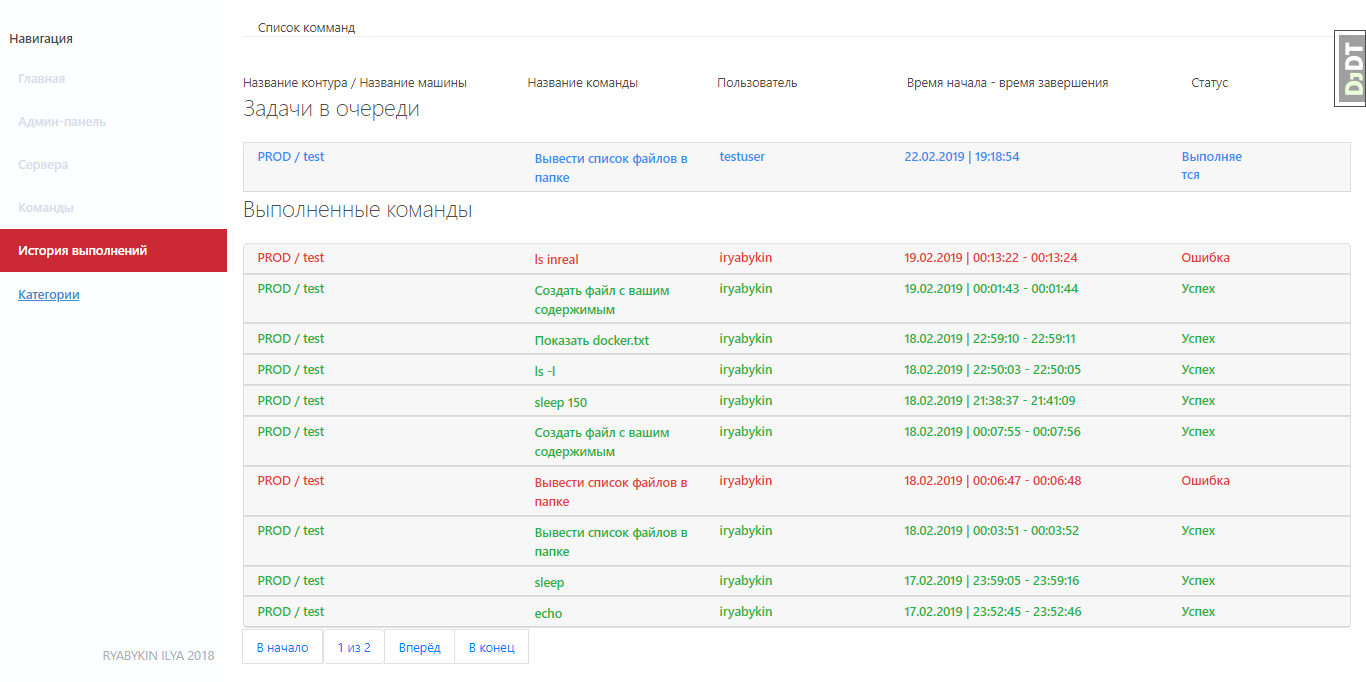 Навигация
Главная
Админ-панель
Сервера
Команды
История выполнений
Категории
RYABYKIN ILYA 2018
Список комманд
Название контура / Название машины Название команды Пользователь Время начала - время завершения Статус
Задачи в очереди
PROD / test Вывести список файлов в testuser 22.02.2019 | 19:18:54 Выполняе
папке тся
Выполненные команды
PROD / test ls inreal iryabykin 19.02.2019 | 00:13:22 - 00:13:24 Ошибка
PROD / test Создать файл с вашим iryabykin 19.02.2019 | 00:01:43 - 00:01:44 Успех
содержимым
PROD / test Показать docker.txt iryabykin 18.02.2019 | 22:59:10 - 22:59:11 Успех
PROD / test ls -l iryabykin 18.02.2019 | 22:50:03 - 22:50:05 Успех
PROD / test sleep 150 iryabykin 18.02.2019 | 21:38:37 - 21:41:09 Успех
PROD / test Создать файл с вашим iryabykin 18.02.2019 | 00:07:55 - 00:07:56 Успех
содержимым
PROD / test Вывести список файлов в iryabykin 18.02.2019 | 00:06:47 - 00:06:48 Ошибка
папке
PROD / test Вывести список файлов в iryabykin 18.02.2019 | 00:03:51 - 00:03:52 Успех
папке
PROD / test sleep iryabykin 17.02.2019 | 23:59:05 - 23:59:16 Успех
PROD / test echo iryabykin 17.02.2019 | 23:52:45 - 23:52:46 Успех
В начало 1 из 2 Вперёд В конец
DJDT